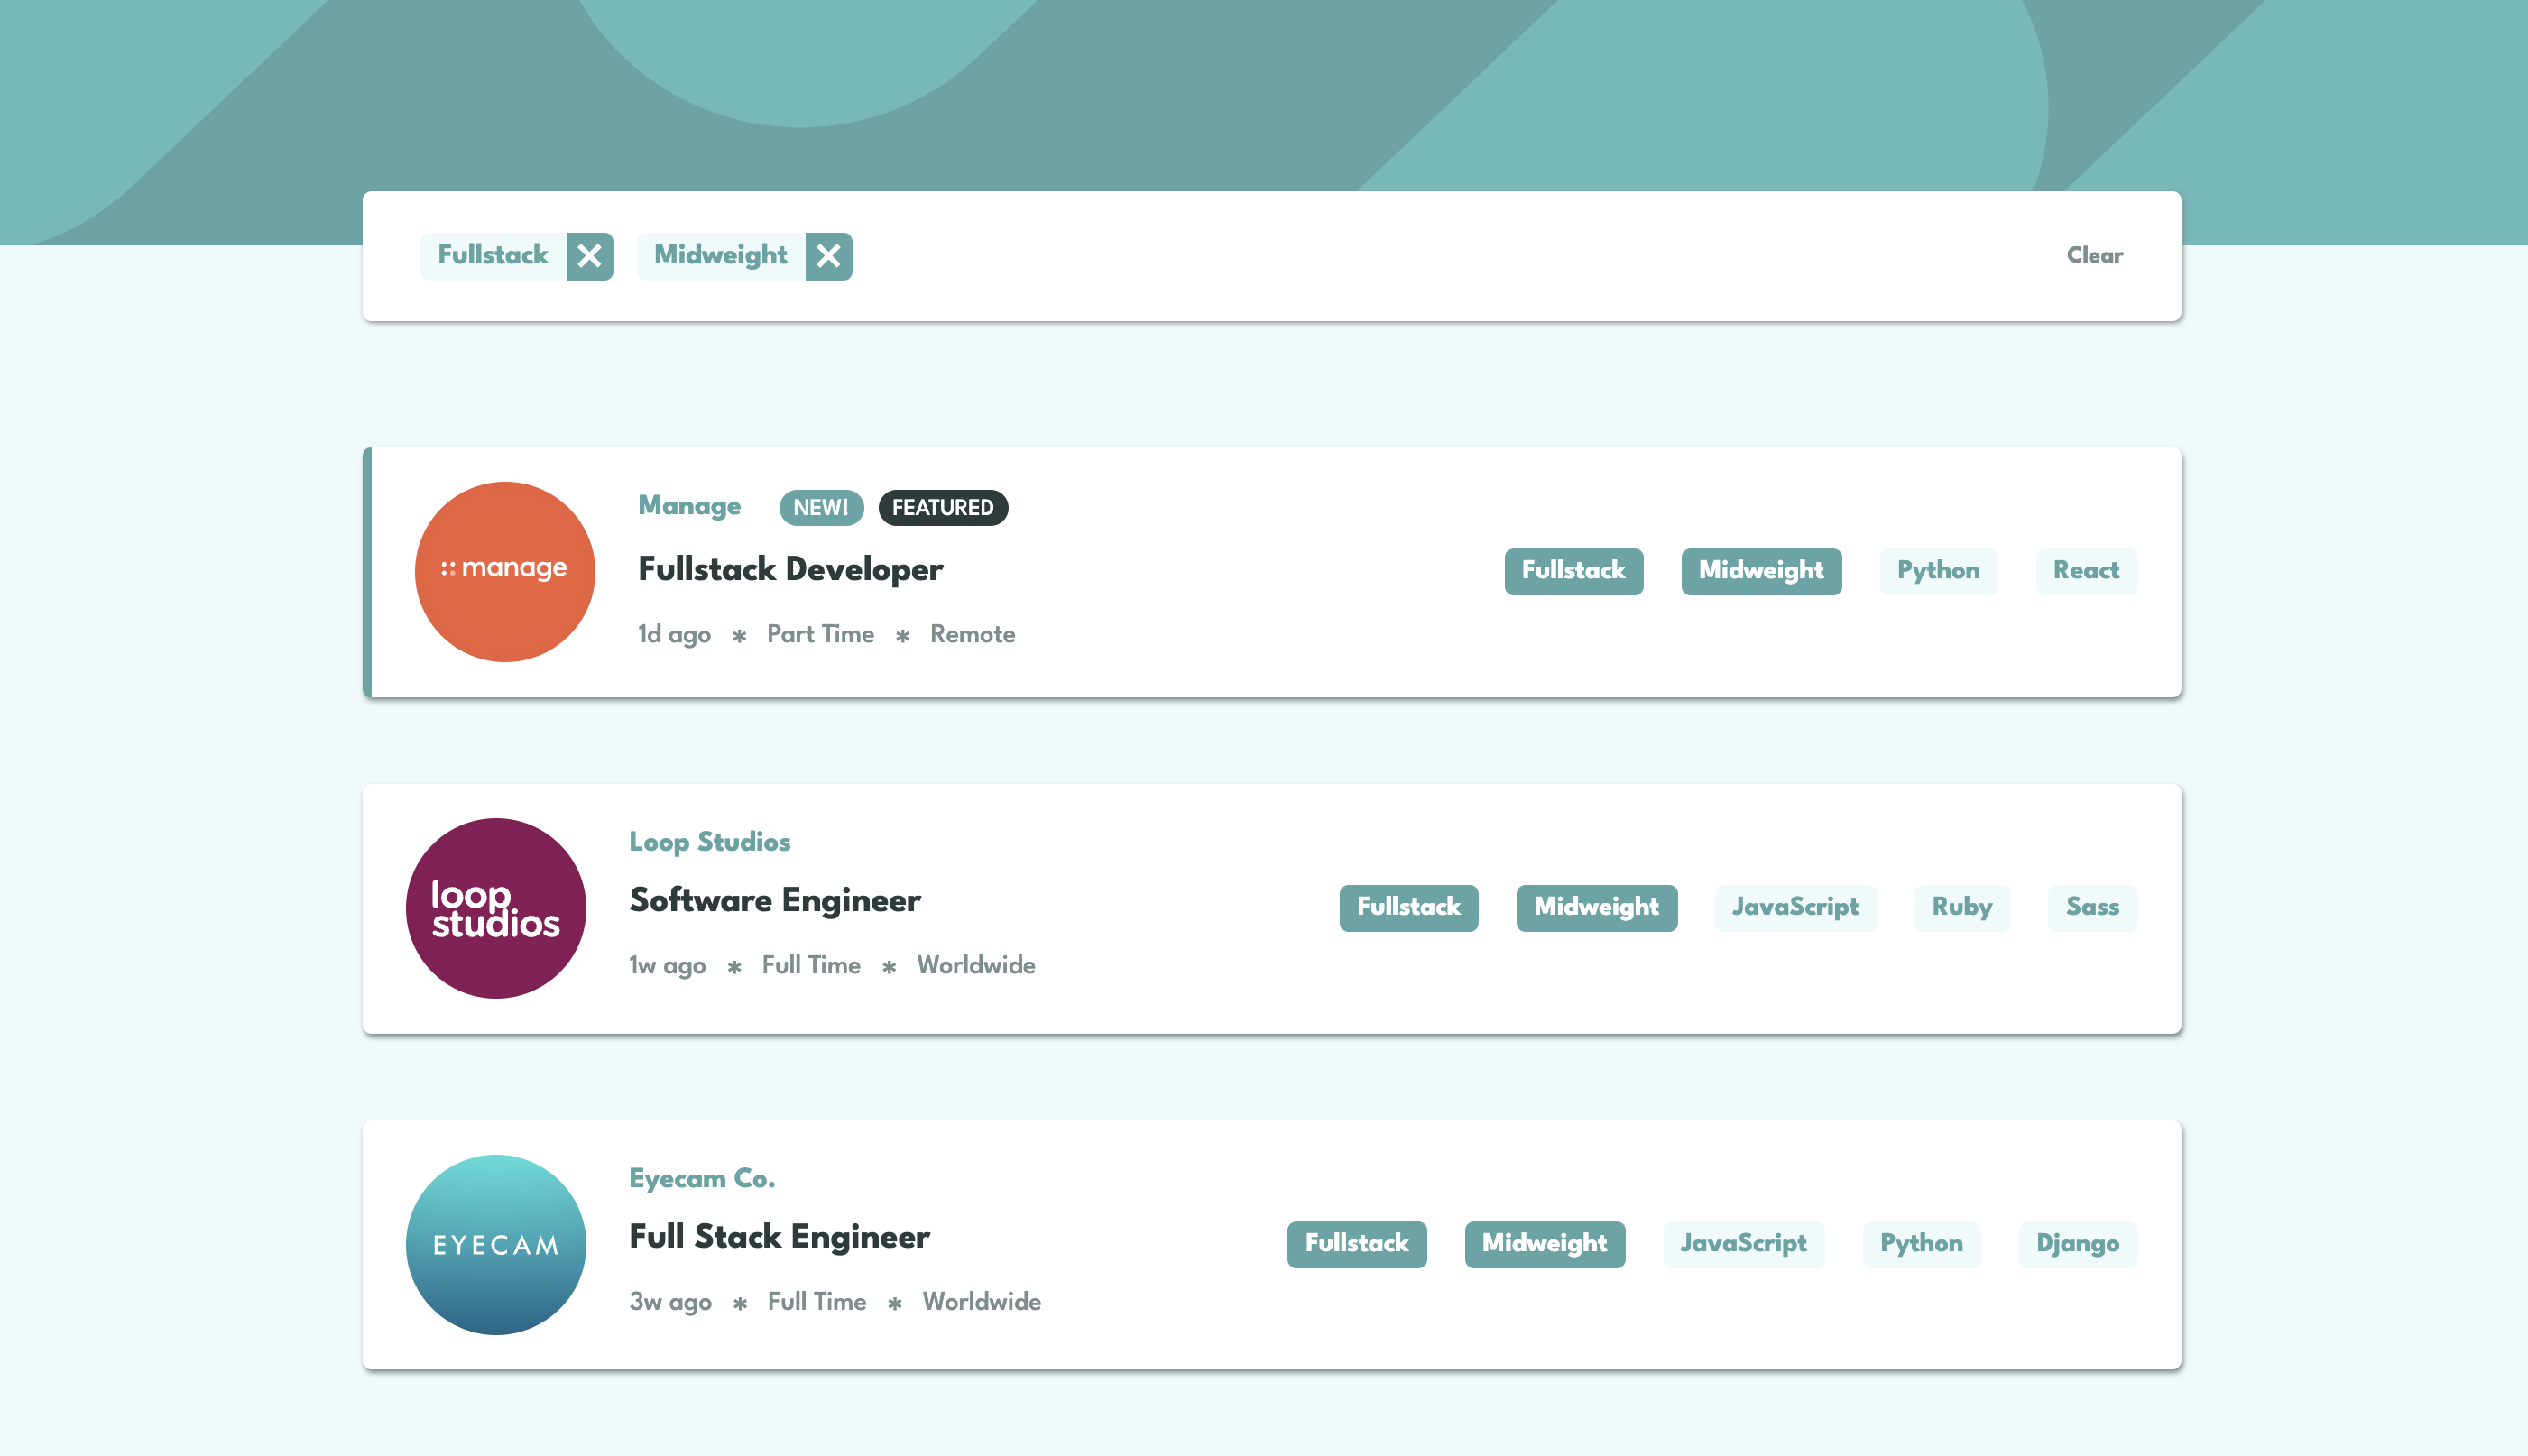 Fullstack ✕ Midweight ✕ Clear
:: manage
Manage NEW! FEATURED
Fullstack Developer
1d ago * Part Time * Remote
Fullstack Midweight Python React
loop
studios
Loop Studios
Software Engineer
1w ago * Full Time * Worldwide
Fullstack Midweight JavaScript Ruby Sass
EYECAM
Eyecam Co.
Full Stack Engineer
3w ago * Full Time * Worldwide
Fullstack Midweight JavaScript Python Django